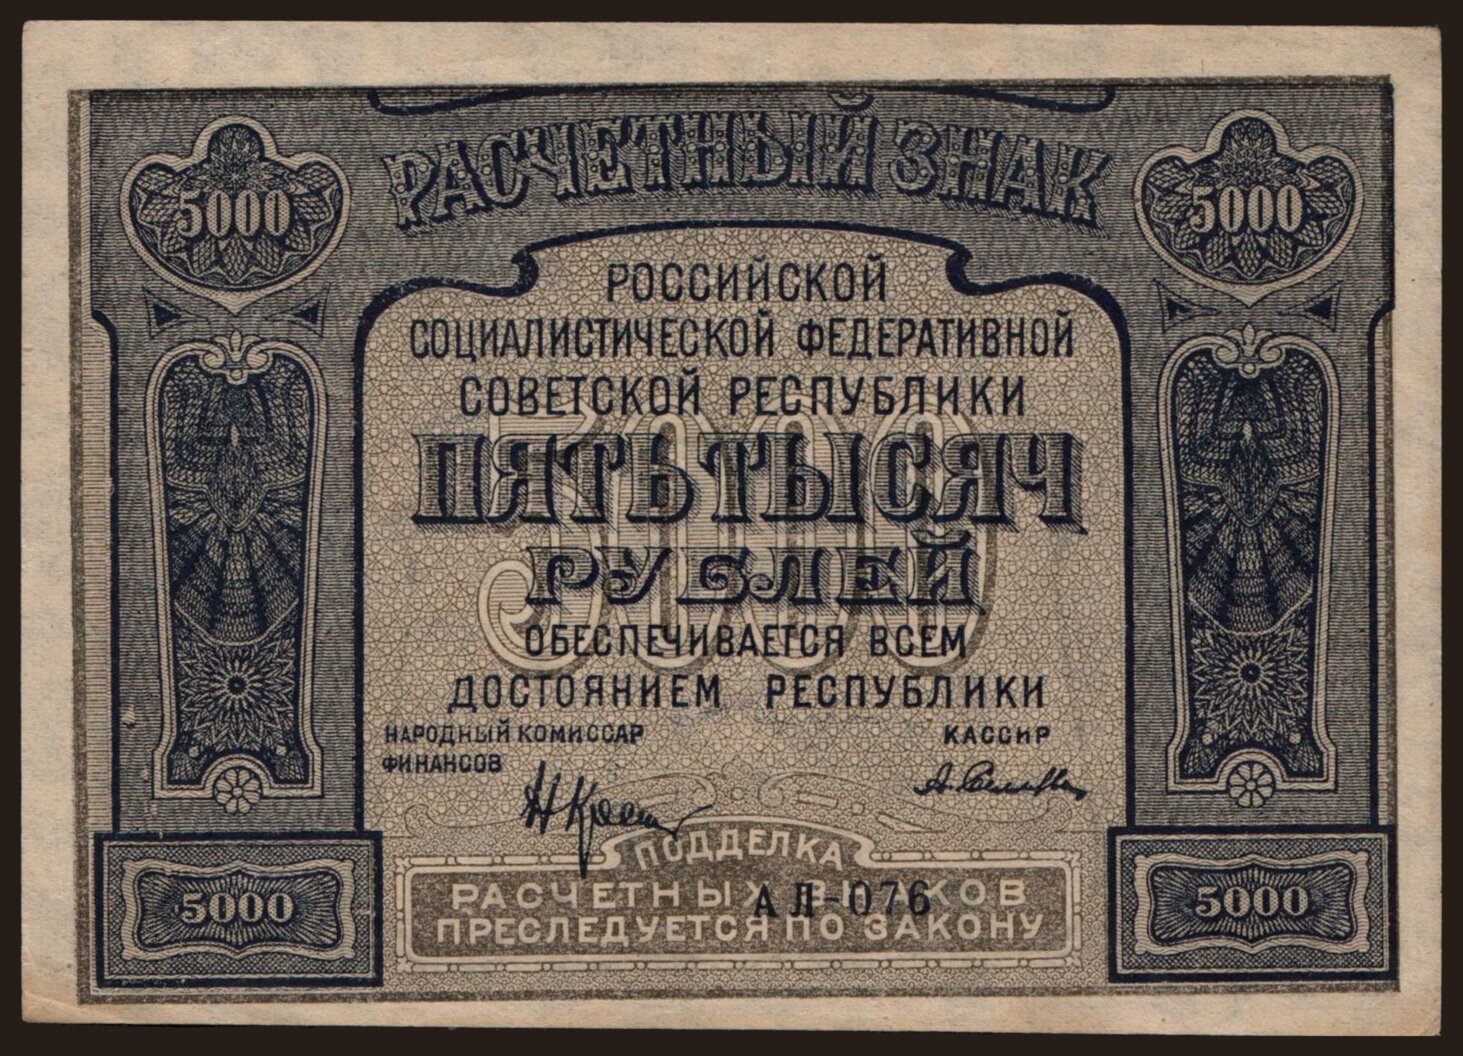 РАСЧЕТНЫЙ ЗНАК
5000 5000
РОССИЙСКОЙ
СОЦИАЛИСТИЧЕСКОЙ ФЕДЕРАТИВНОЙ
СОВЕТСКОЙ РЕСПУБЛИКИ
5000
ПЯТЬ ТЫСЯЧ
РУБЛЕЙ
ОБЕСПЕЧИВАЕТСЯ ВСЕМ
ДОСТОЯНИЕМ РЕСПУБЛИКИ
НАРОДНЫЙ КОМИССАР
ФИНАНСОВ
КАССИР
ПОДДЕЛКА
РАСЧЕТНЫХ ЗНАКОВ
ПРЕСЛЕДУЕТСЯ ПО ЗАКОНУ
АЛ-076
5000 5000